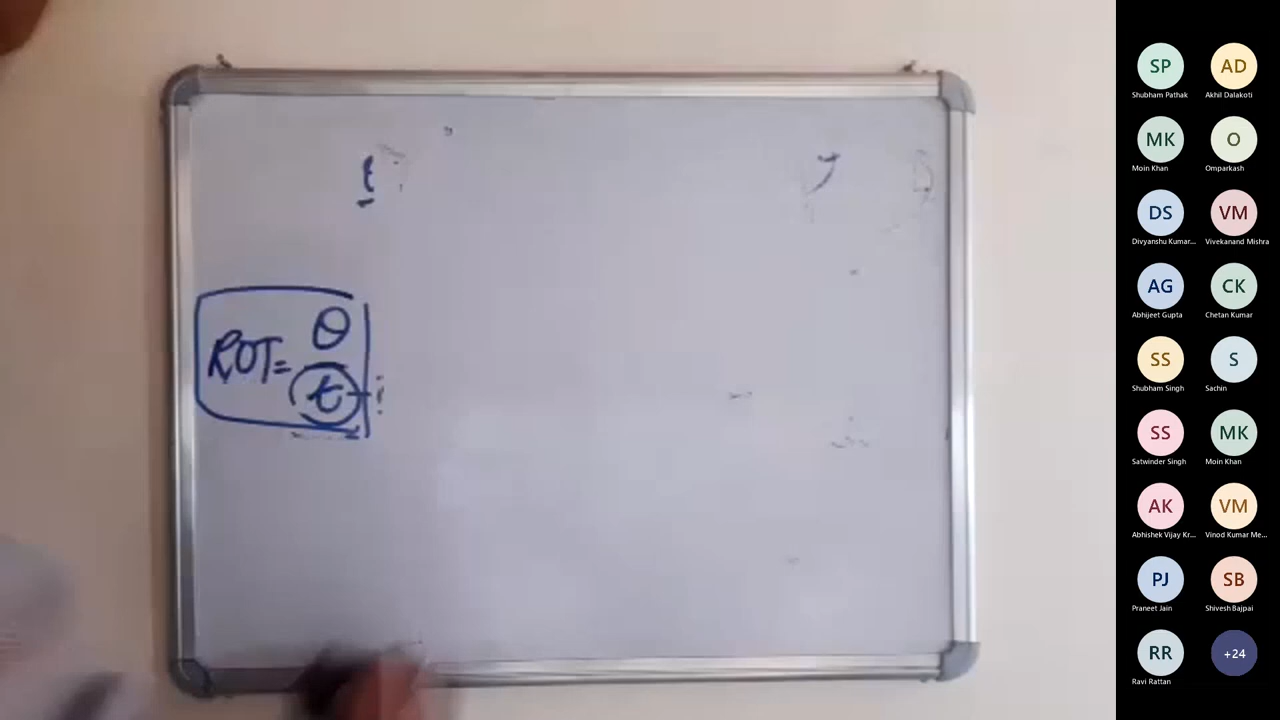 t
ROT = θ
t
SP AD
Shubham Pathak Akhil Dalakoti
MK O
Moin Khan Omparkash
DS VM
Divyanshu Kumar... Vivekanand Mishra
AG CK
Abhijeet Gupta Chetan Kumar
SS S
Shubham Singh Sachin
SS MK
Satwinder Singh Moin Khan
AK VM
Abhishek Vijay Kr... Vinod Kumar Me...
PJ SB
Praneet Jain Shivesh Bajpai
RR +24
Ravi Rattan